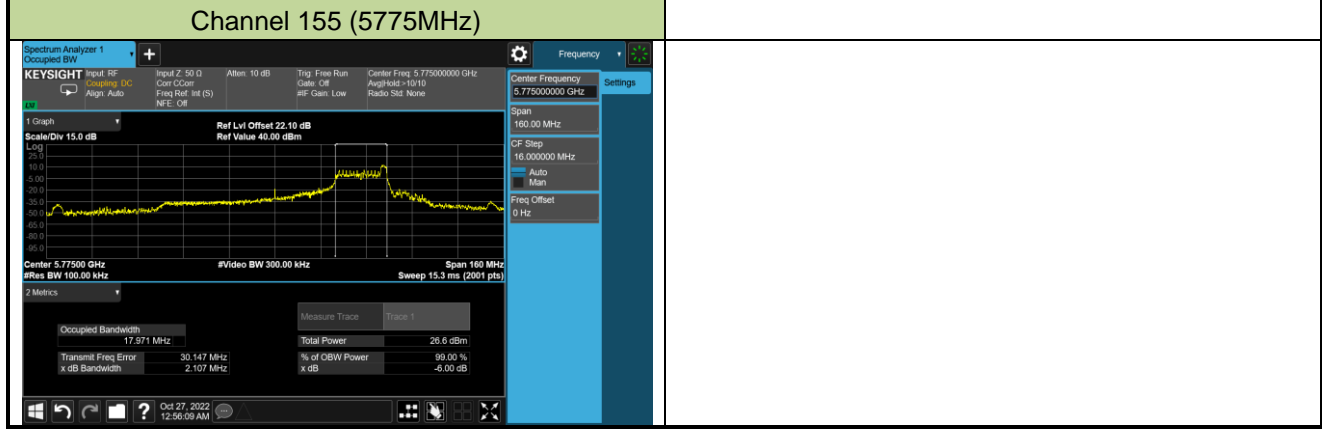 Channel 155 (5775MHz)
Spectrum Analyzer 1
Occupied BW
Frequency
KEYSIGHT Input: RF Input Z: 50 Ω Atten: 10 dB Trig: Free Run Center Freq: 5.775000000 GHz
Coupling: DC Corr CCorr Gate: Off Avg|Hold:>10/10
Align: Auto Freq Ref: Int (S) #IF Gain: Low Radio Std: None
NFE: Off
Center Frequency
5.775000000 GHz
Settings
Span
160.00 MHz
CF Step
16.000000 MHz
Auto
Man
Freq Offset
0 Hz
1 Graph
Ref Lvl Offset 22.10 dB
Scale/Div 15.0 dB Ref Value 40.00 dBm
Log
25.0
10.0
-5.00
-20.0
-35.0
-50.0
-65.0
-80.0
-95.0
Center 5.77500 GHz #Video BW 300.00 kHz Span 160 MHz
#Res BW 100.00 kHz Sweep 15.3 ms (2001 pts)
2 Metrics
Measure Trace Trace 1
Occupied Bandwidth
17.971 MHz
Total Power 26.6 dBm
Transmit Freq Error 30.147 MHz % of OBW Power 99.00 %
x dB Bandwidth 2.107 MHz x dB -6.00 dB
Oct 27, 2022
12:56:09 AM